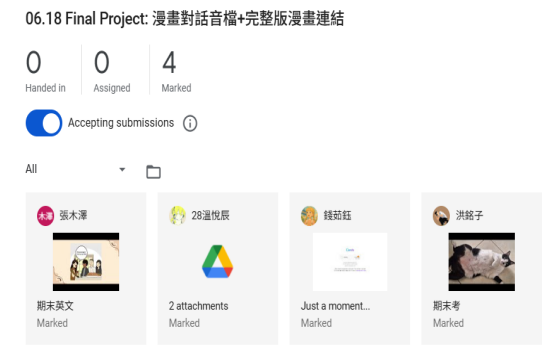 06.18 Final Project: 漫畫對話音檔+完整版漫畫連結
0 0 4
Handed in Assigned Marked
Accepting submissions
All
木澤 張木澤 28溫悅辰 錢茹鈺 洪銘子
期末英文 2 attachments Just a moment... 期末考
Marked Marked Marked Marked